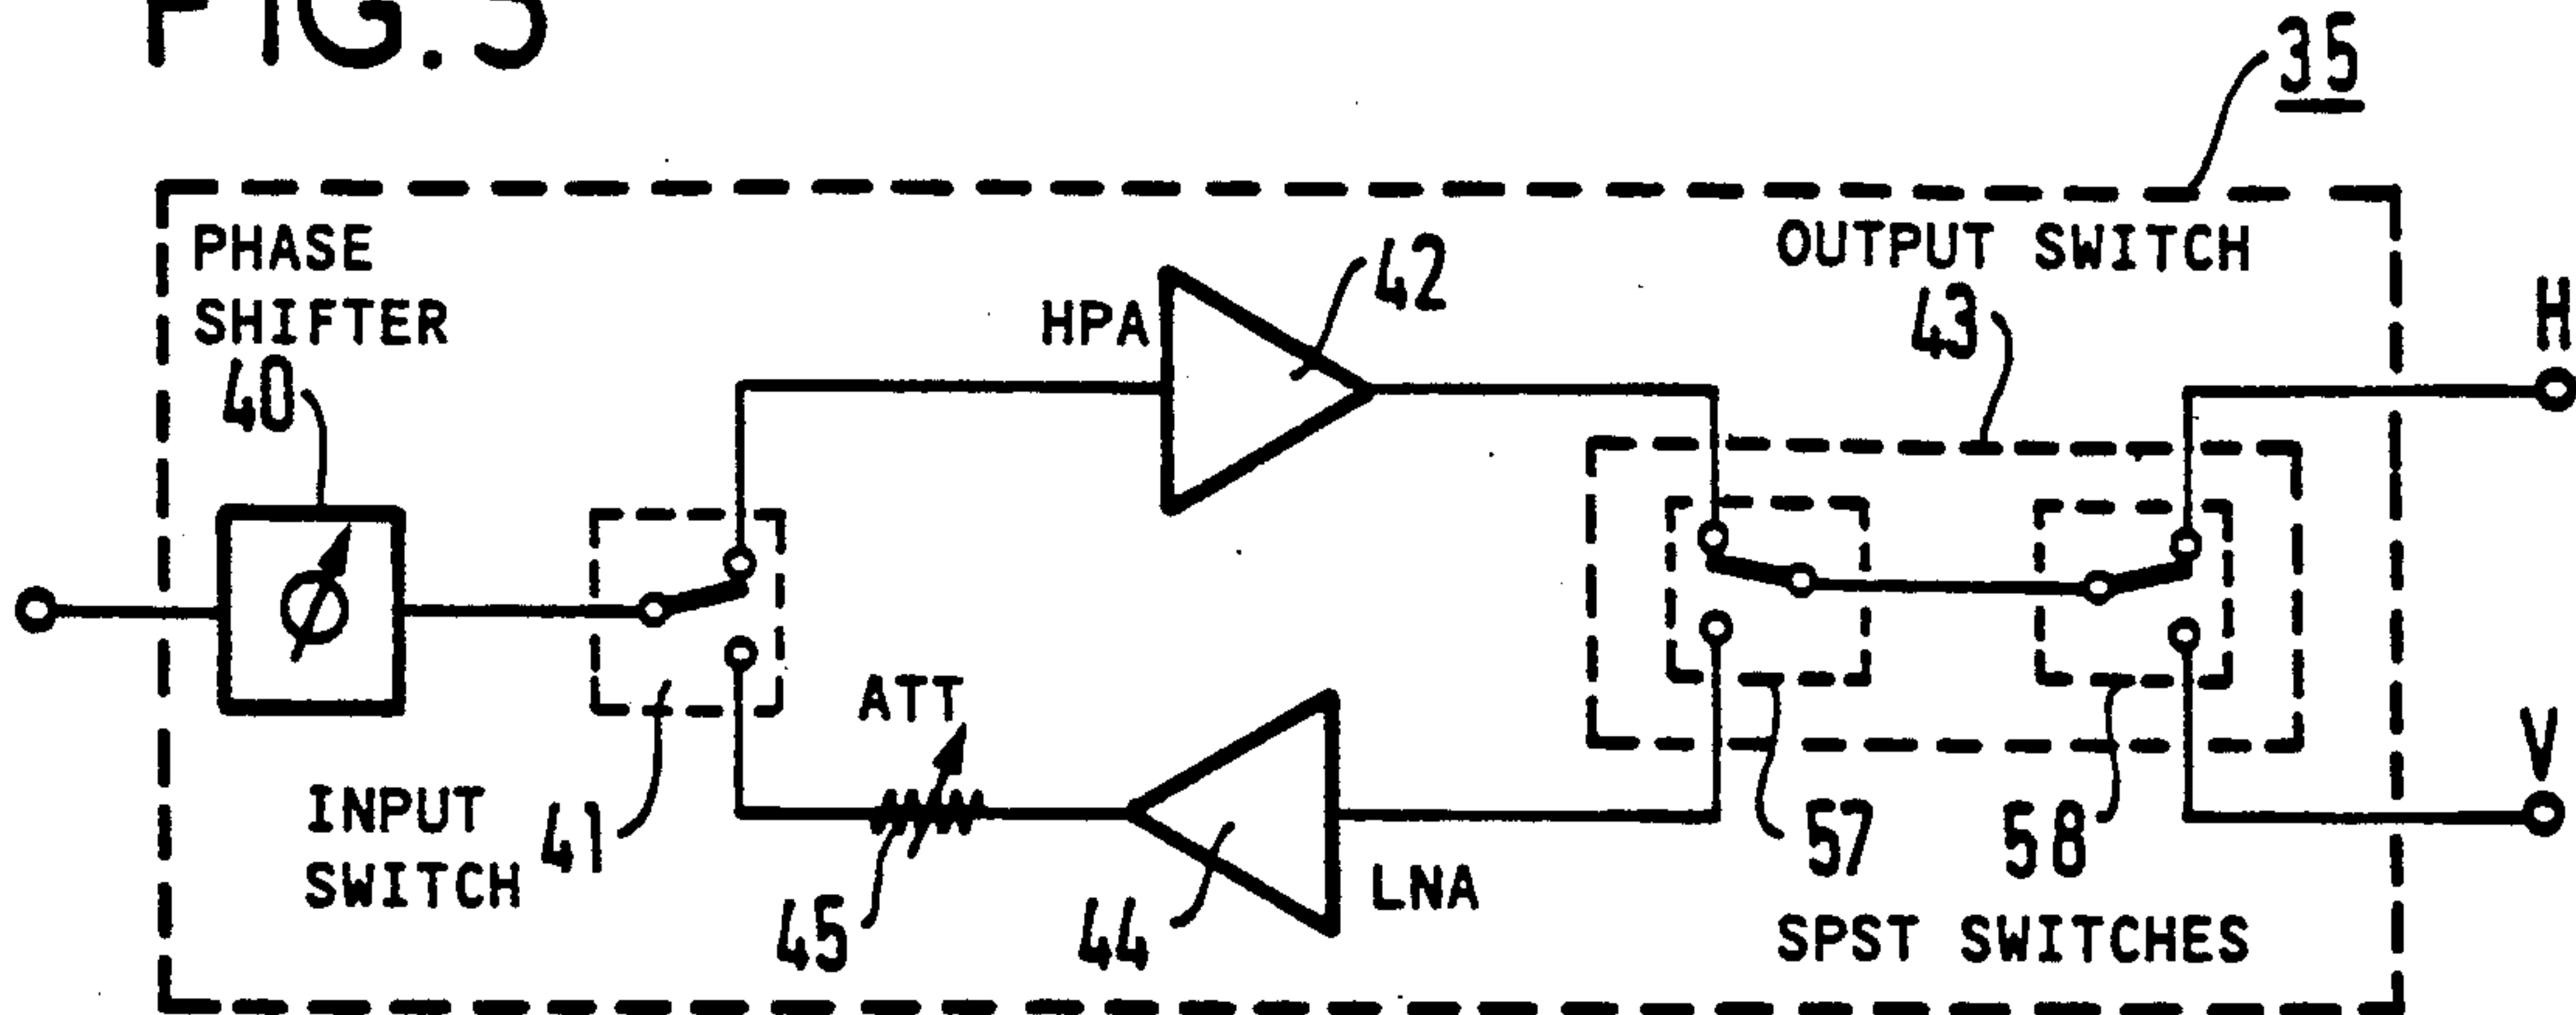 FIG.5
35
PHASE
SHIFTER
40
HPA
42
OUTPUT SWITCH
43
H
INPUT
SWITCH
41
ATT
45
44
LNA
57
58
SPST SWITCHES
V